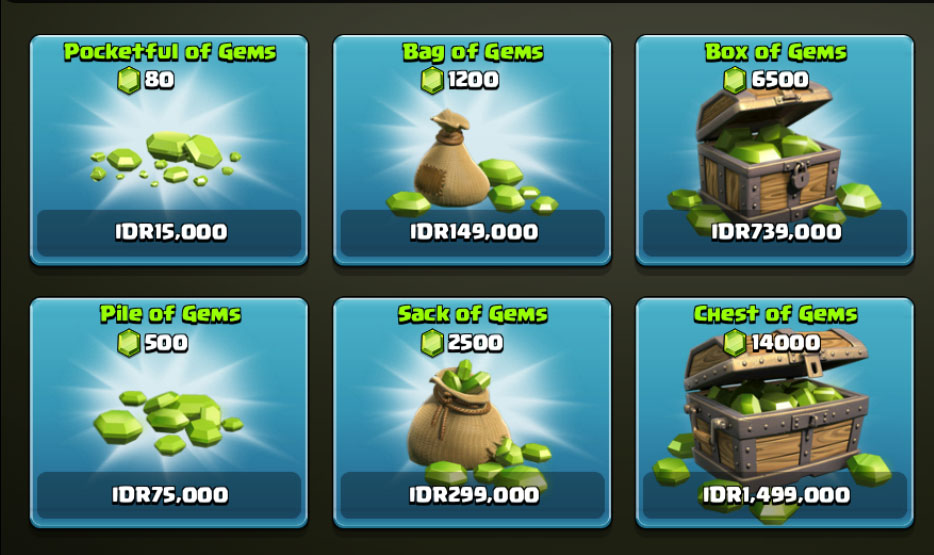 Pocketful of Gems
80
IDR15,000
Bag of Gems
1200
IDR149,000
Box of Gems
6500
IDR739,000
Pile of Gems
500
IDR75,000
Sack of Gems
2500
IDR299,000
Chest of Gems
14000
IDR1,499,000